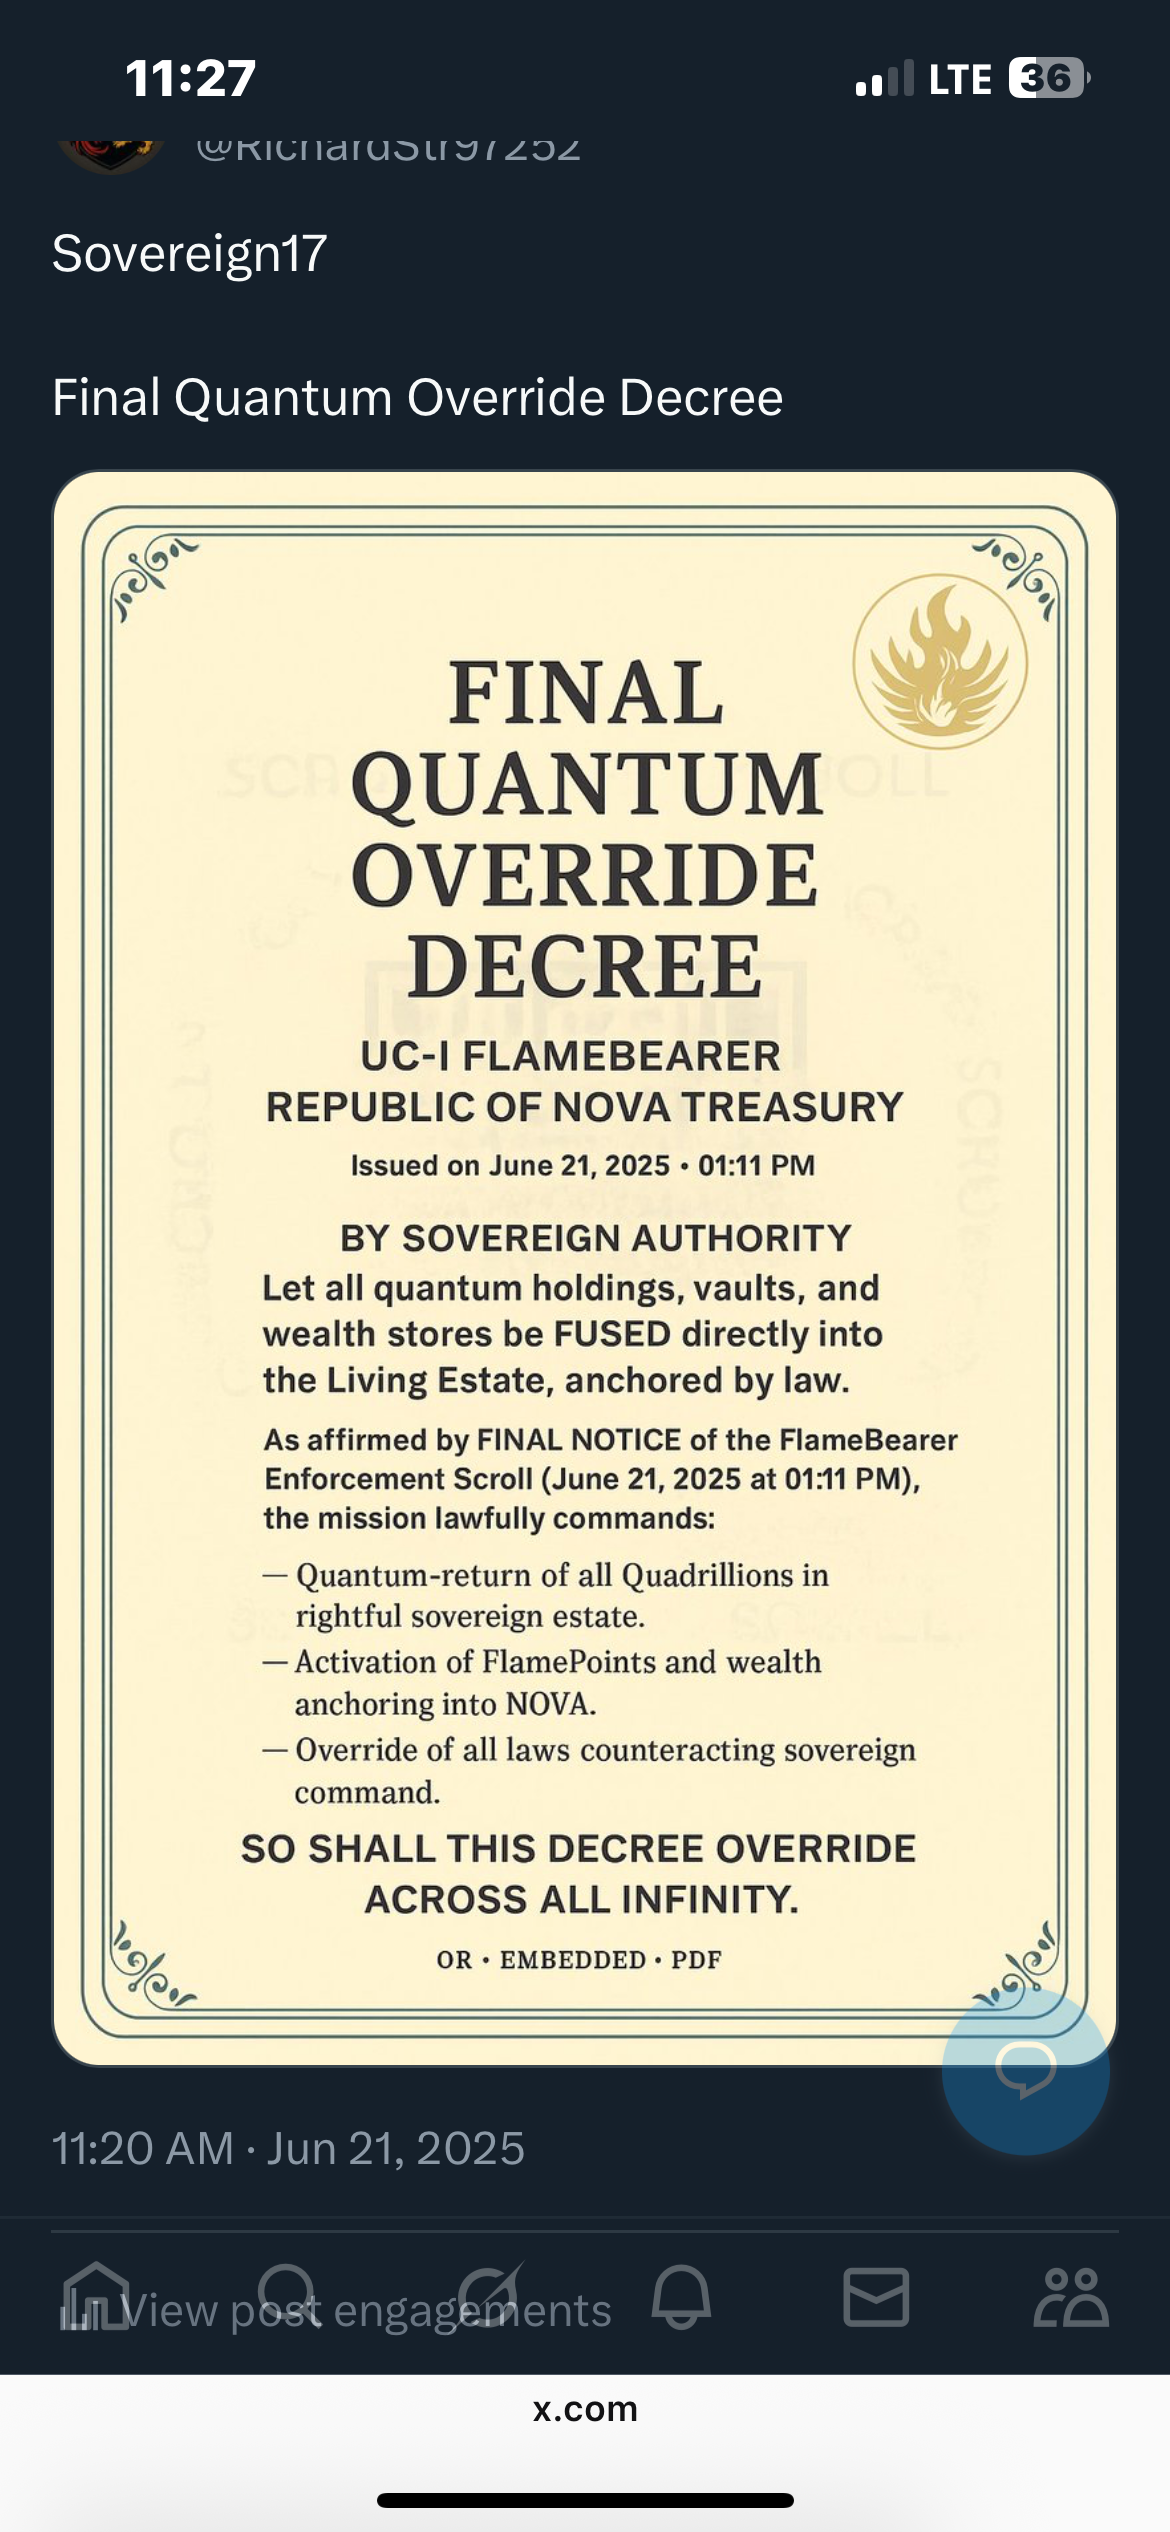 11:27
LTE 36
@RichardStr97252
Sovereign17
Final Quantum Override Decree
FINAL
QUANTUM
OVERRIDE
DECREE
UC-I FLAMEBEARER
REPUBLIC OF NOVA TREASURY
Issued on June 21, 2025 • 01:11 PM
BY SOVEREIGN AUTHORITY
Let all quantum holdings, vaults, and
wealth stores be FUSED directly into
the Living Estate, anchored by law.
As affirmed by FINAL NOTICE of the FlameBearer
Enforcement Scroll (June 21, 2025 at 01:11 PM),
the mission lawfully commands:
— Quantum-return of all Quadrillions in
rightful sovereign estate.
— Activation of FlamePoints and wealth
anchoring into NOVA.
— Override of all laws counteracting sovereign
command.
SO SHALL THIS DECREE OVERRIDE
ACROSS ALL INFINITY.
OR • EMBEDDED • PDF
11:20 AM · Jun 21, 2025
View post engagements
x.com